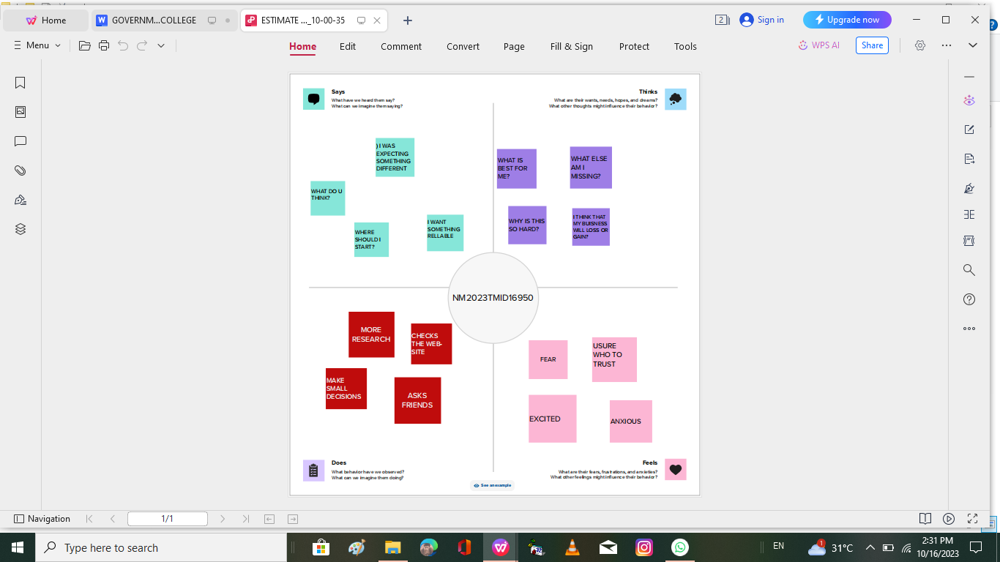 Home
GOVERNM...COLLEGE
ESTIMATE ..._10-00-35
2
Sign in
Upgrade now
Menu
Home
Edit
Comment
Convert
Page
Fill & Sign
Protect
Tools
WPS AI
Share
Says
What have we heard them say?
What can we imagine them saying?
Thinks
What are their wants, needs, hopes, and dreams?
What other thoughts might influence their behavior?
) I WAS
EXPECTING
SOMETHING
DIFFERENT
WHAT DO U
THINK?
WHERE
SHOULD I
START?
I WANT
SOMETHING
RELLABLE
WHAT IS
BEST FOR
ME?
WHAT ELSE
AM I
MISSING?
WHY IS THIS
SO HARD?
I THINK THAT
MY BUISNESS
WILL LOSS OR
GAIN?
NM2023TMID16950
MORE
RESEARCH
CHECKS
THE WEB-
SITE
MAKE
SMALL
DECISIONS
ASKS
FRIENDS
FEAR
USURE
WHO TO
TRUST
EXCITED
ANXIOUS
Does
What behavior have we observed?
What can we imagine them doing?
Feels
What are their fears, frustrations, and anxieties?
What other feelings might influence their behavior?
See an example
Navigation
1/1
Type here to search
EN
1
31°C
2:31 PM
10/16/2023